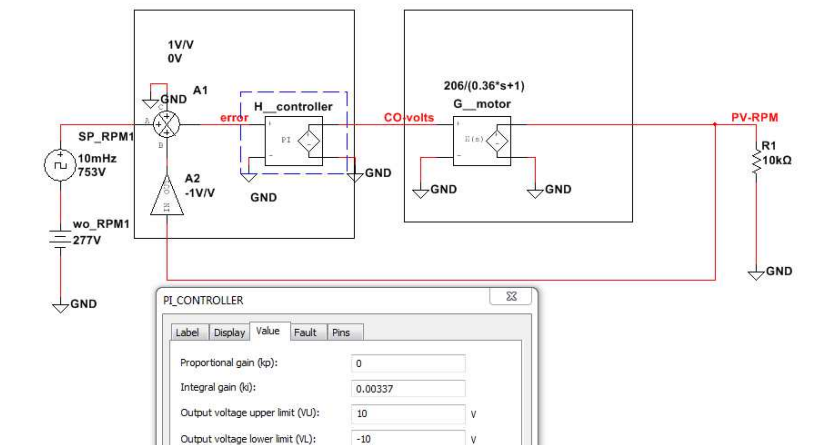 1V/V
0V
A1
GND
C
A
B
SP_RPM1
10mHz
753V
error
H__controller
PI
CO-volts
206/(0.36*s+1)
G__motor
K(s)
PV-RPM
R1
10kΩ
A2
-1V/V
GND
GND
GND
GND
wo_RPM1
277V
GND
GND
PI_CONTROLLER
Label Display Value Fault Pins
Proportional gain (kp): 0
Integral gain (ki): 0.00337
Output voltage upper limit (VU): 10 V
Output voltage lower limit (VL): -10 V